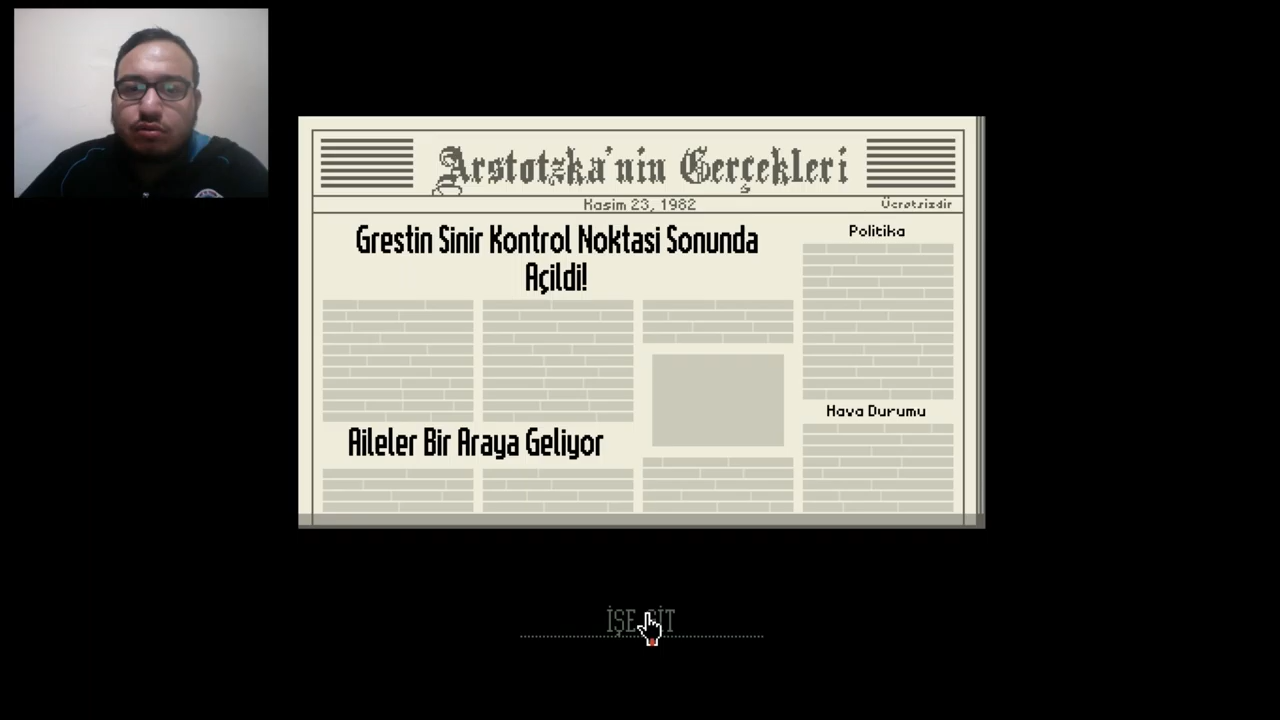 Arstotzka'nin Gerçekleri
Kasim 23, 1982
Ücretsizdir
Grestin Sinir Kontrol Noktasi Sonunda
Açildi!
Aileler Bir Araya Geliyor
Politika
Hava Durumu
İŞE GİT